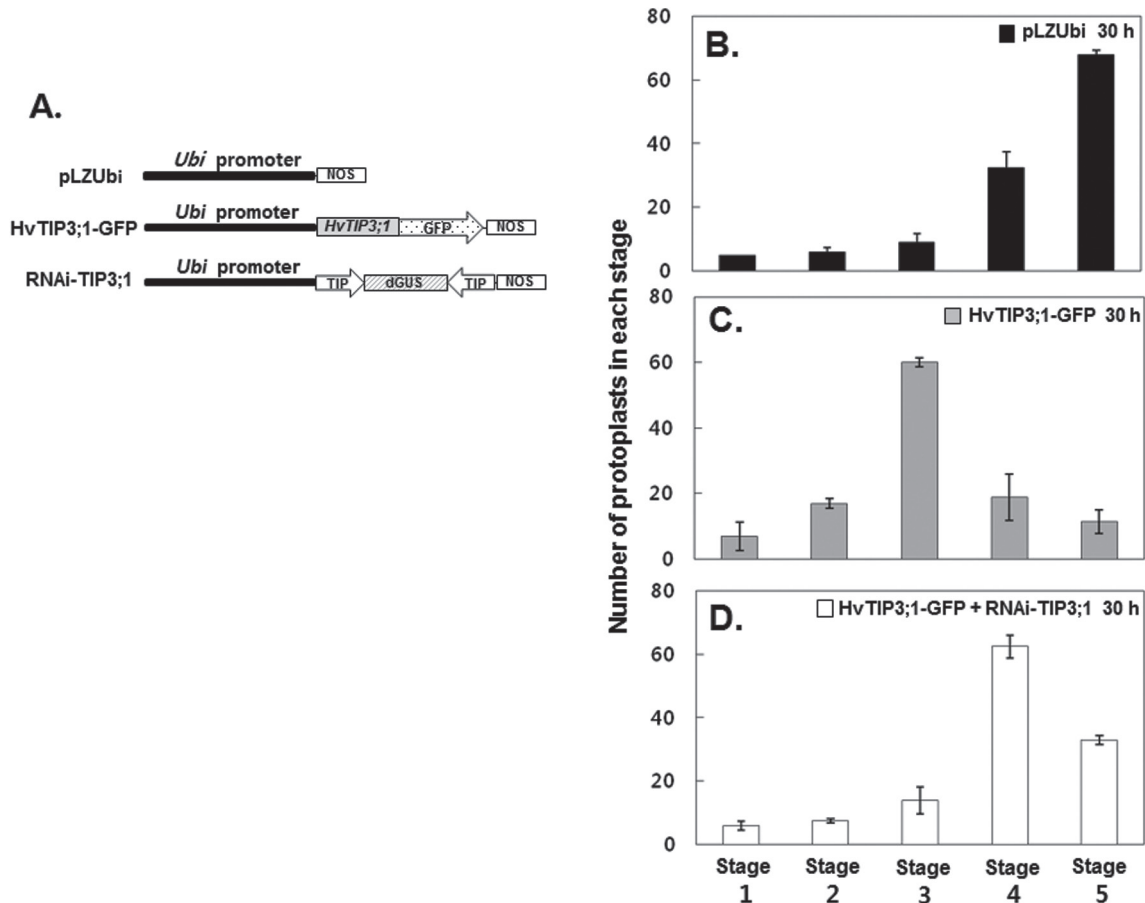 A.
pLZUbi
Ubi promoter
NOS
HvTIP3;1-GFP
Ubi promoter
HvTIP3;1
GFP
NOS
RNAi-TIP3;1
Ubi promoter
TIP
dGUS
TIP
NOS
Number of protoplasts in each stage
B.
pLZUbi 30 h
80
60
40
20
0
C.
HvTIP3;1-GFP 30 h
80
60
40
20
0
D.
HvTIP3;1-GFP + RNAi-TIP3;1 30 h
80
60
40
20
0
Stage 1
Stage 2
Stage 3
Stage 4
Stage 5